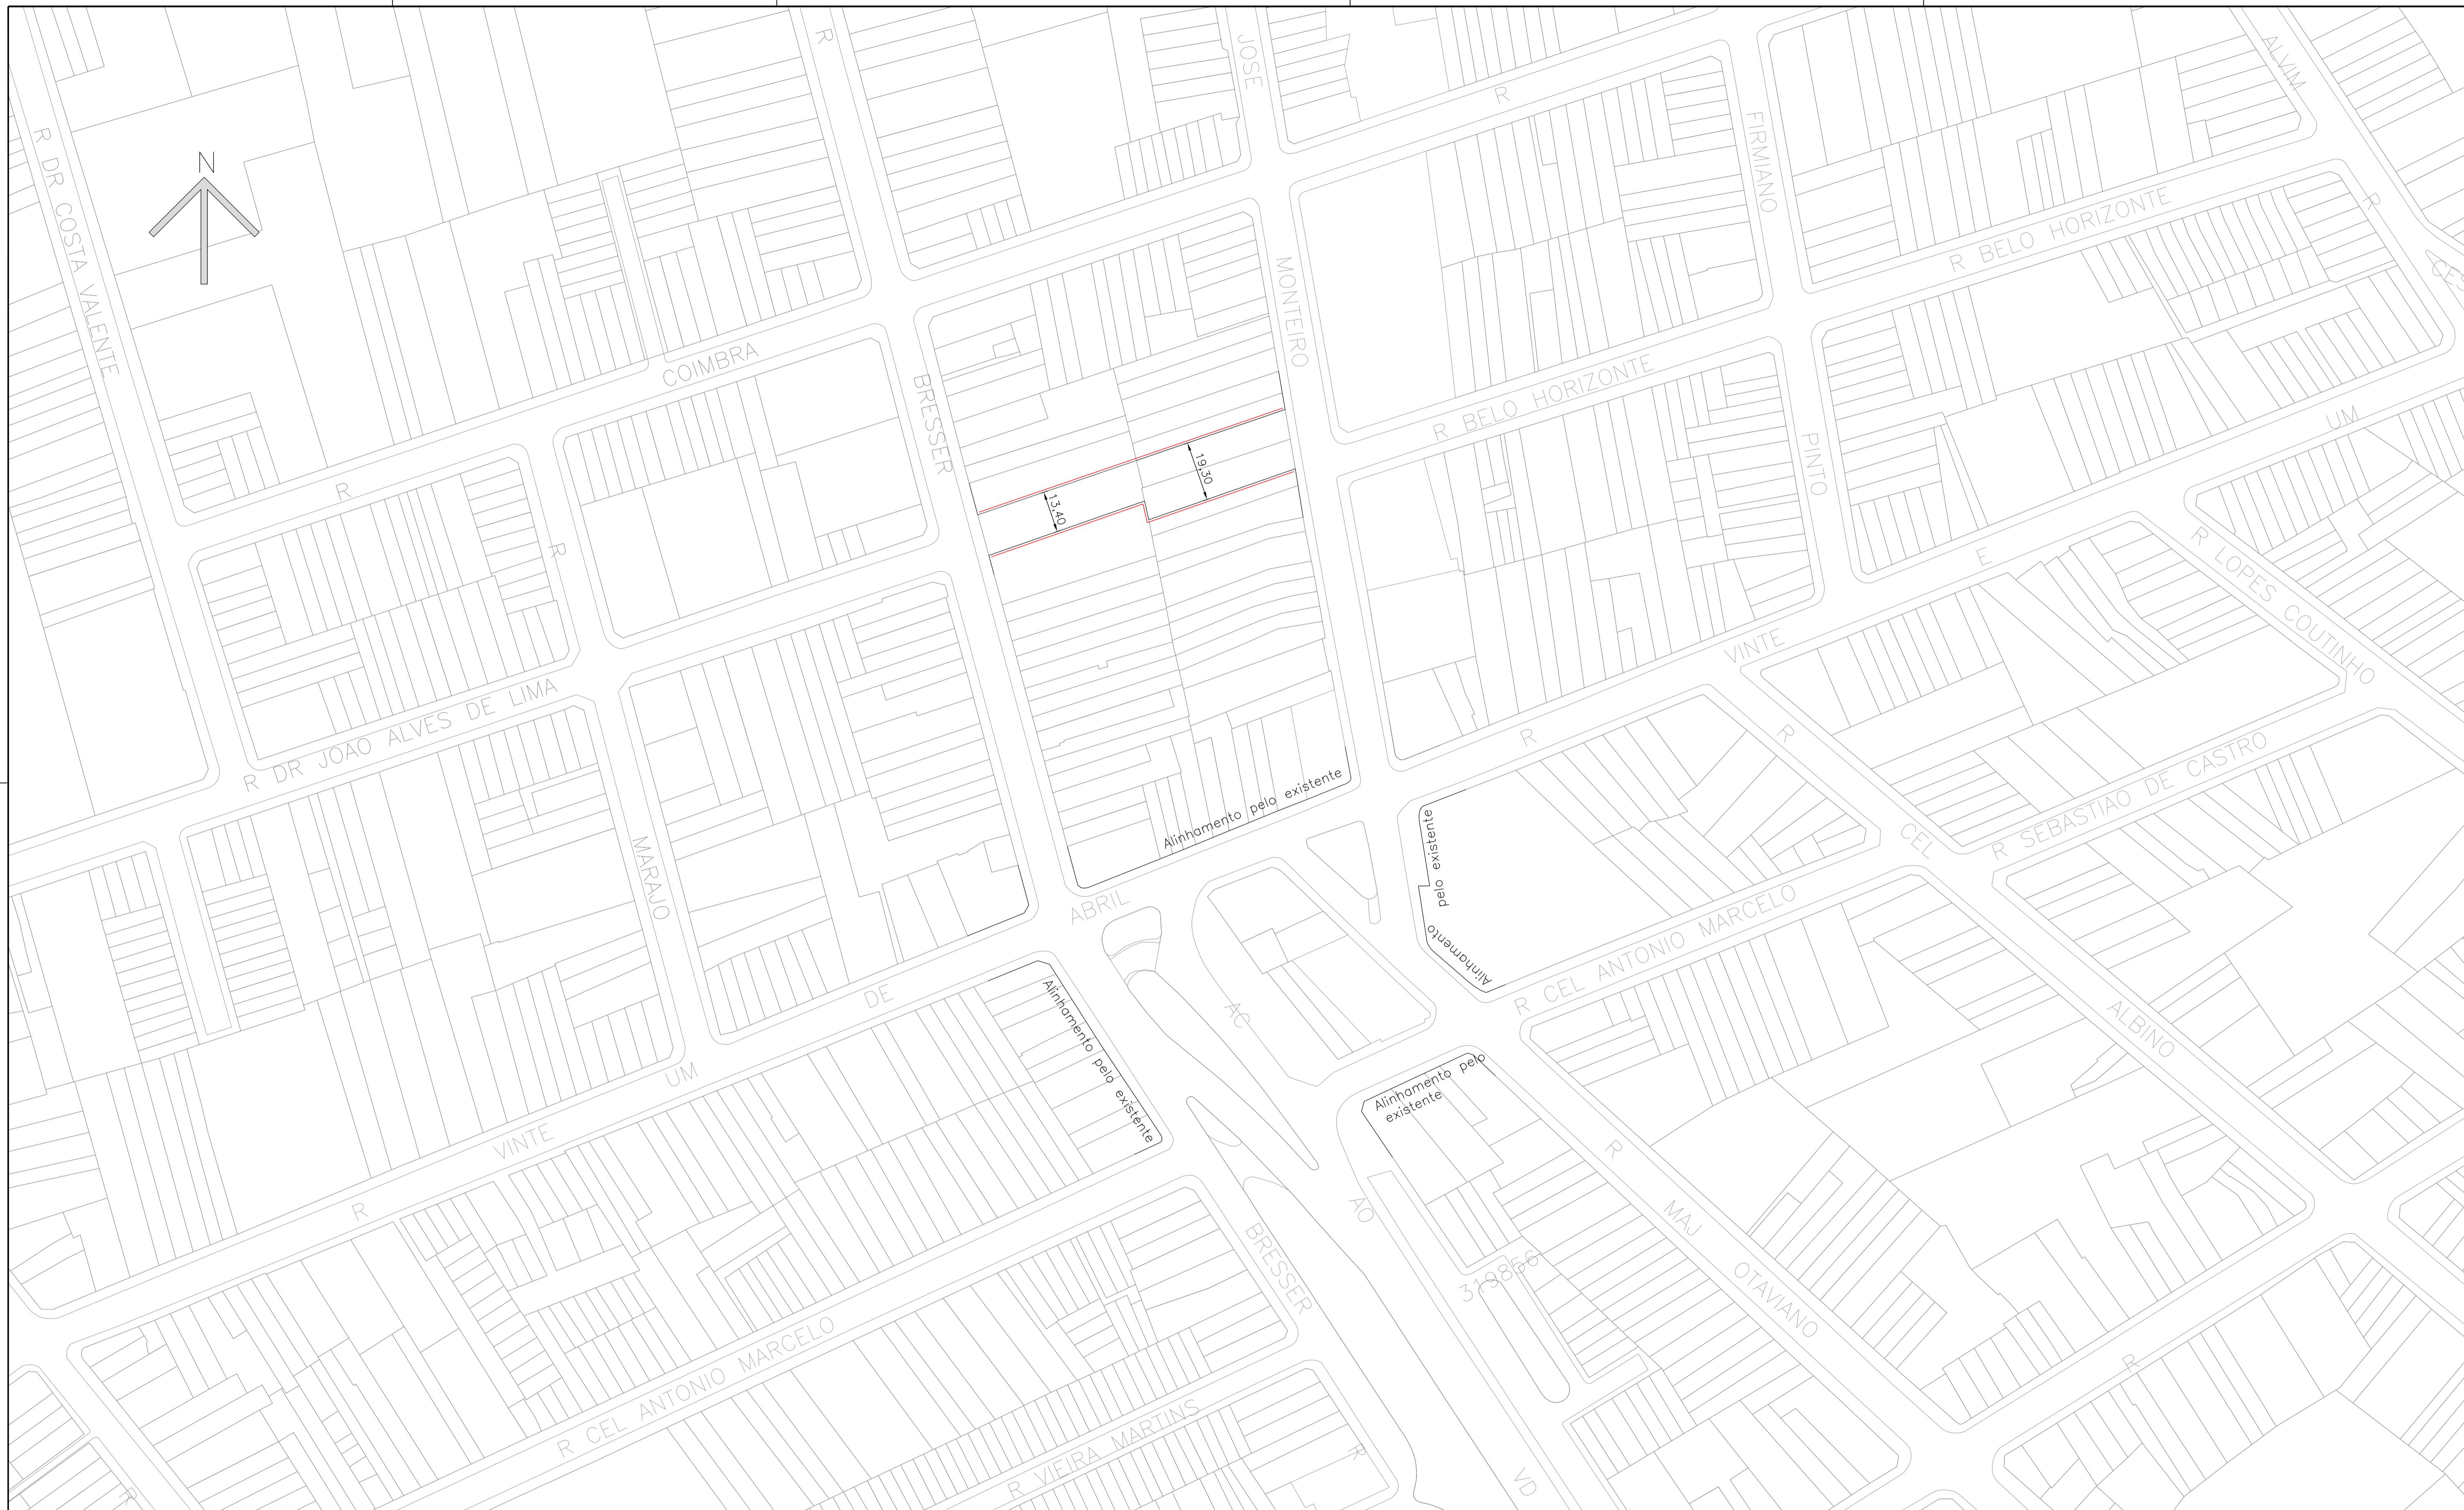 N
R DR COSTA VALENTE
R
JOSE
R
FIRMIANO
ALVIM
R
R BELO HORIZONTE
MONTEIRO
R COIMBRA
BRESSER
R BELO HORIZONTE
PINTO
UM
19,30
13,40
R
E
R LOPES COUTINHO
VINTE
R
R DR JOAO ALVES DE LIMA
R
R SEBASTIAO DE CASTRO
CEL
MARAJO
Alinhamento pelo existente
Alinhamento pelo existente
ABRIL
R CEL ANTONIO MARCELO
DE
AC
ALBINO
Alinhamento pelo existente
Alinhamento pelo
existente
UM
VINTE
R
R
MAJ
OTAVIANO
AO
BRESSER
319856
R CEL ANTONIO MARCELO
R VIEIRA MARTINS
R
R
R
VD